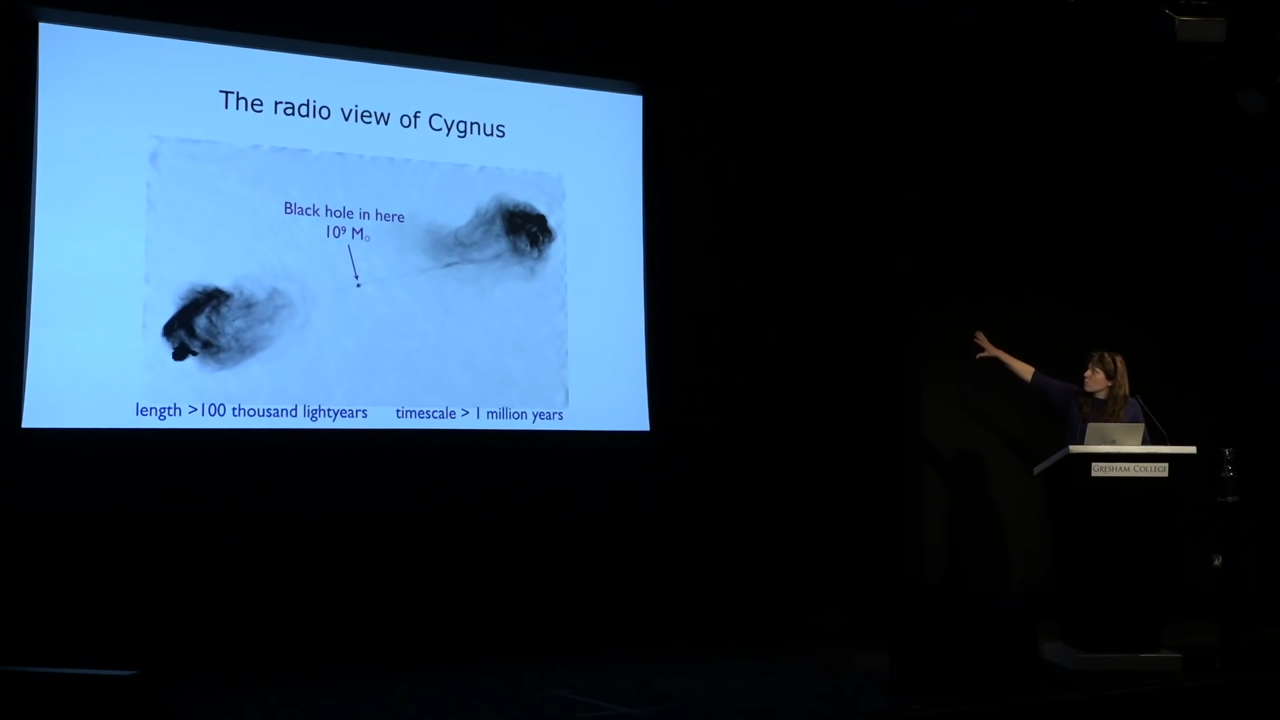 The radio view of Cygnus
Black hole in here
10⁹ M☉
length >100 thousand lightyears timescale > 1 million years
GRESHAM COLLEGE